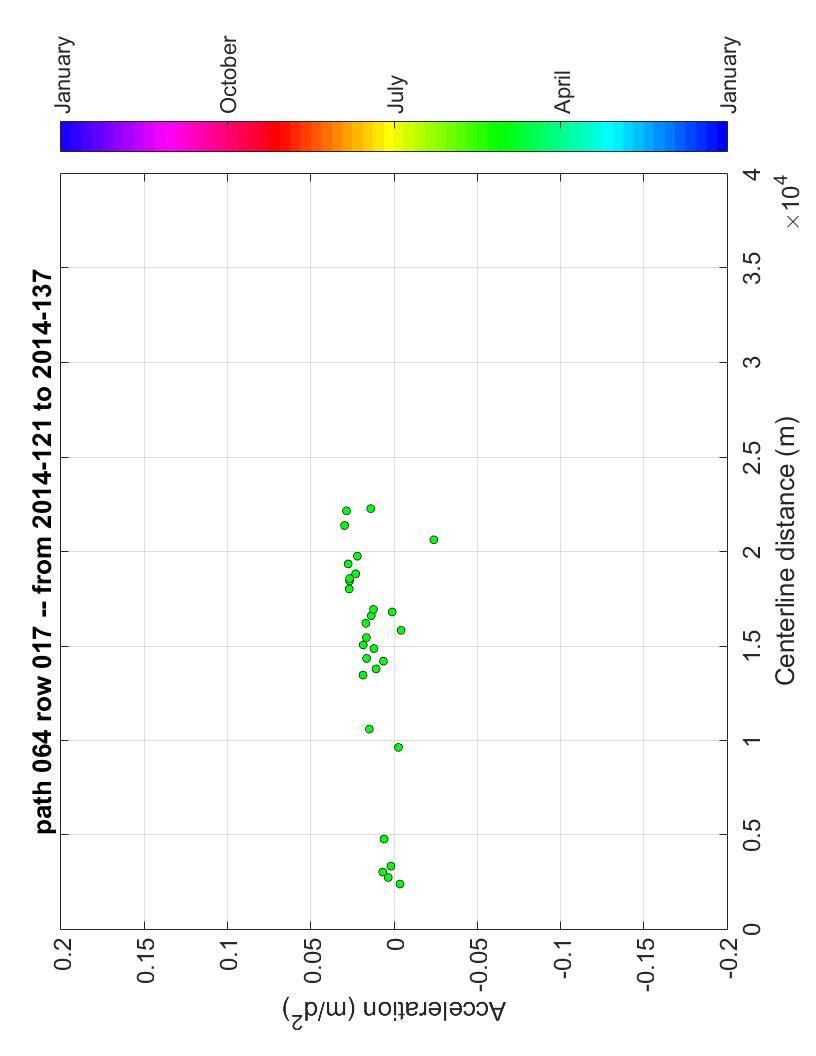 path 064 row 017 -- from 2014-121 to 2014-137
0.2
0.15
0.1
0.05
0
-0.05
-0.1
-0.15
-0.2
Acceleration (m/d²)
0
0.5
1
1.5
2
2.5
3
3.5
4
×10⁴
Centerline distance (m)
January
October
July
April
January